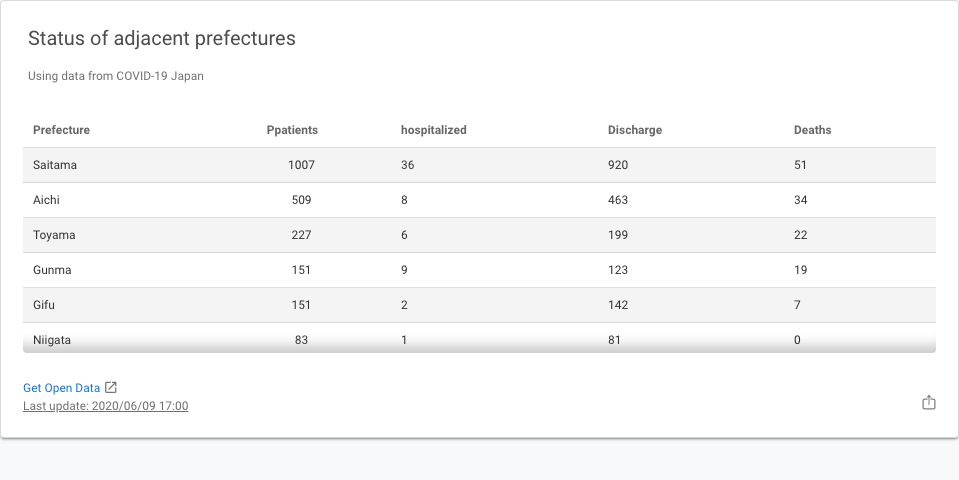 Status of adjacent prefectures
Using data from COVID-19 Japan
Prefecture Ppatients hospitalized Discharge Deaths
Saitama 1007 36 920 51
Aichi 509 8 463 34
Toyama 227 6 199 22
Gunma 151 9 123 19
Gifu 151 2 142 7
Niigata 83 1 81 0
Get Open Data
Last update: 2020/06/09 17:00